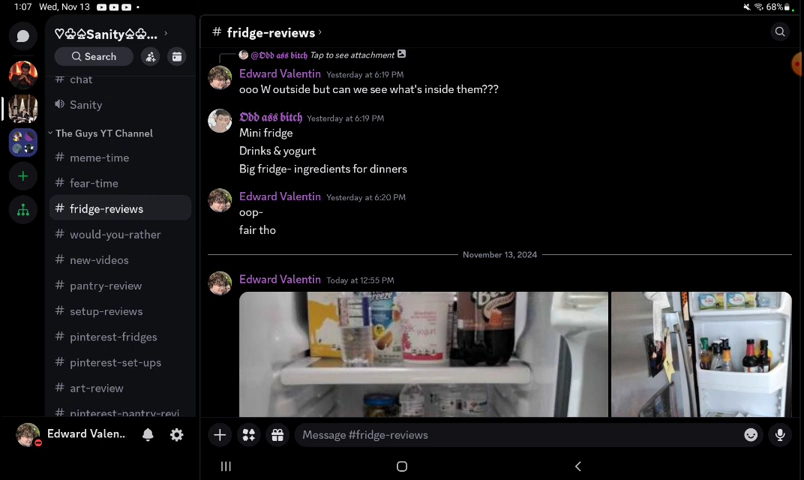 1:07 Wed, Nov 13
68%
♡♧♤Sanity♤♧...
Search
chat
Sanity
The Guys YT Channel
# meme-time
# fear-time
# fridge-reviews
# would-you-rather
# new-videos
# pantry-review
# setup-reviews
# pinterest-fridges
# pinterest-set-ups
# art-review
# pinterest-pantry-revi
Edward Valen..
# fridge-reviews
@𝕺𝖉𝖉 𝖆𝖘𝖘 𝖇𝖎𝖙𝖈𝖍 Tap to see attachment
Edward Valentin Yesterday at 6:19 PM
ooo W outside but can we see what's inside them???
𝕺𝖉𝖉 𝖆𝖘𝖘 𝖇𝖎𝖙𝖈𝖍 Yesterday at 6:19 PM
Mini fridge
Drinks & yogurt
Big fridge- ingredients for dinners
Edward Valentin Yesterday at 6:20 PM
oop-
fair tho
November 13, 2024
Edward Valentin Today at 12:55 PM
reeze
yogurt
Message #fridge-reviews